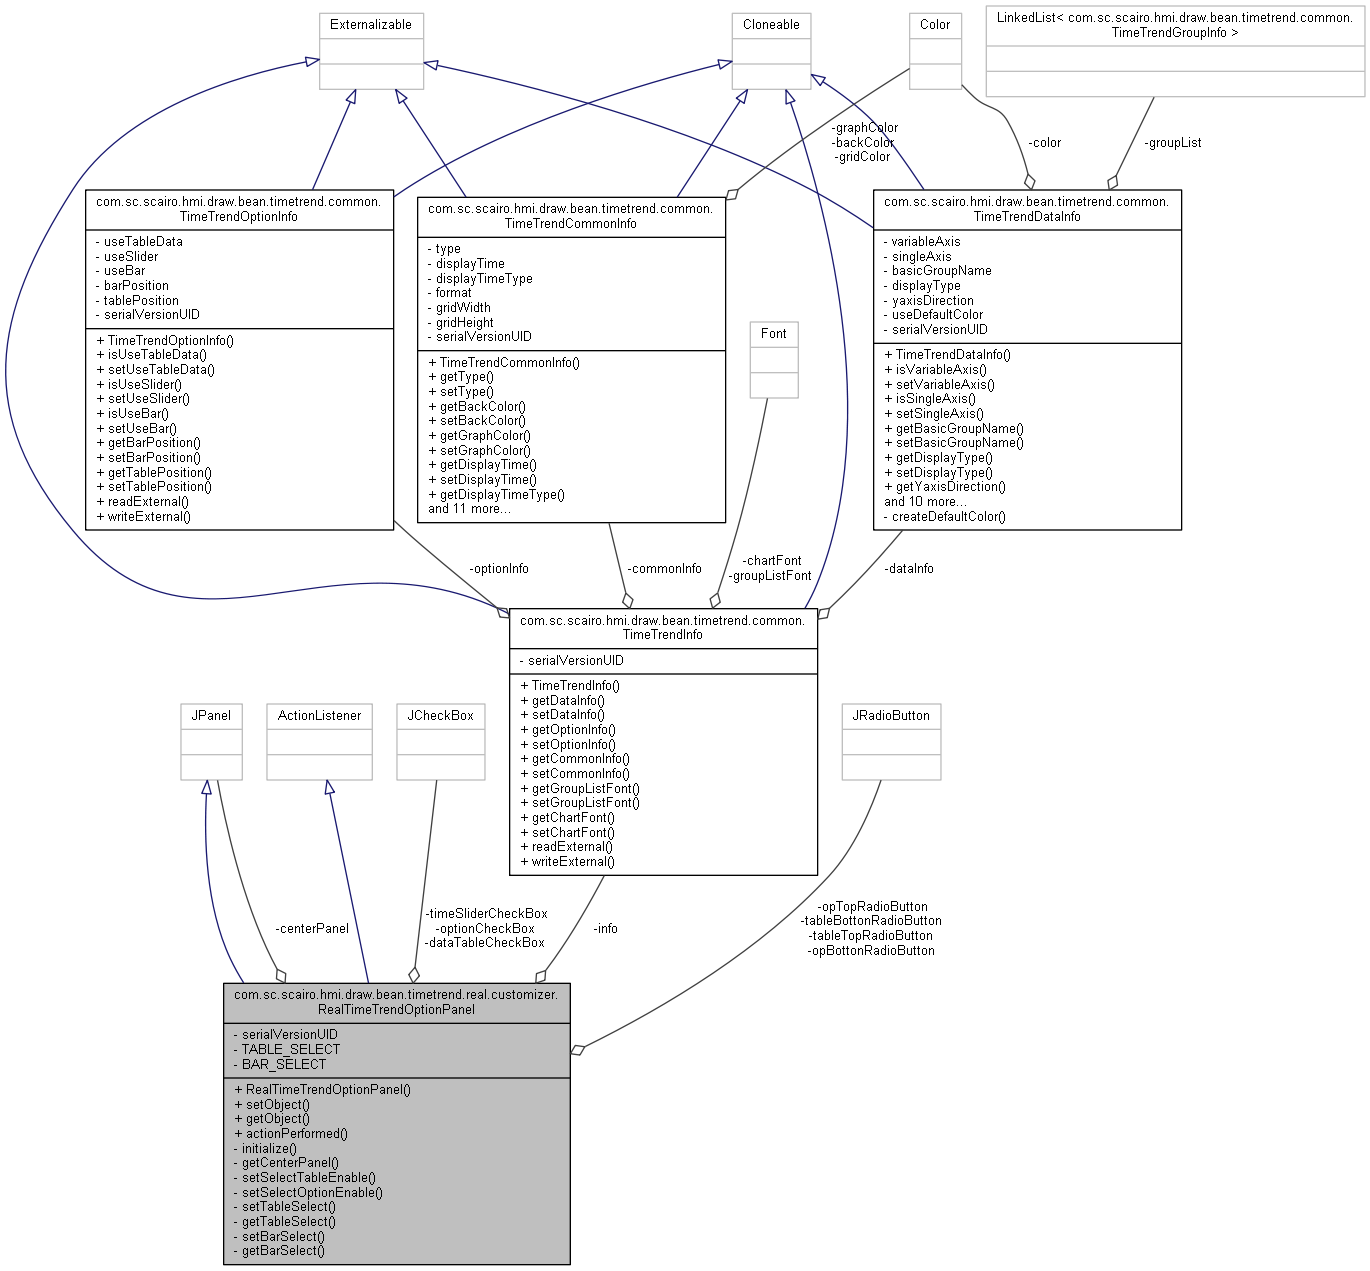 Externalizable
Cloneable
Color
LinkedList< com.sc.scairo.hmi.draw.bean.timetrend.common.
TimeTrendGroupInfo >
-graphColor
-backColor
-gridColor
-color
-groupList
com.sc.scairo.hmi.draw.bean.timetrend.common.
TimeTrendOptionInfo
- useTableData
- useSlider
- useBar
- barPosition
- tablePosition
- serialVersionUID
+ TimeTrendOptionInfo()
+ isUseTableData()
+ setUseTableData()
+ isUseSlider()
+ setUseSlider()
+ isUseBar()
+ setUseBar()
+ getBarPosition()
+ setBarPosition()
+ getTablePosition()
+ setTablePosition()
+ readExternal()
+ writeExternal()
com.sc.scairo.hmi.draw.bean.timetrend.common.
TimeTrendCommonInfo
- type
- displayTime
- displayTimeType
- format
- gridWidth
- gridHeight
- serialVersionUID
+ TimeTrendCommonInfo()
+ getType()
+ setType()
+ getBackColor()
+ setBackColor()
+ getGraphColor()
+ setGraphColor()
+ getDisplayTime()
+ setDisplayTime()
+ getDisplayTimeType()
and 11 more...
Font
com.sc.scairo.hmi.draw.bean.timetrend.common.
TimeTrendDataInfo
- variableAxis
- singleAxis
- basicGroupName
- displayType
- yaxisDirection
- useDefaultColor
- serialVersionUID
+ TimeTrendDataInfo()
+ isVariableAxis()
+ setVariableAxis()
+ isSingleAxis()
+ setSingleAxis()
+ getBasicGroupName()
+ setBasicGroupName()
+ getDisplayType()
+ setDisplayType()
+ getYaxisDirection()
and 10 more...
- createDefaultColor()
-optionInfo
-commonInfo
-chartFont
-groupListFont
-dataInfo
com.sc.scairo.hmi.draw.bean.timetrend.common.
TimeTrendInfo
- serialVersionUID
+ TimeTrendInfo()
+ getDataInfo()
+ setDataInfo()
+ getOptionInfo()
+ setOptionInfo()
+ getCommonInfo()
+ setCommonInfo()
+ getGroupListFont()
+ setGroupListFont()
+ getChartFont()
+ setChartFont()
+ readExternal()
+ writeExternal()
JPanel
ActionListener
JCheckBox
JRadioButton
-centerPanel
-timeSliderCheckBox
-optionCheckBox
-dataTableCheckBox
-info
-opTopRadioButton
-tableBottonRadioButton
-tableTopRadioButton
-opBottonRadioButton
com.sc.scairo.hmi.draw.bean.timetrend.real.customizer.
RealTimeTrendOptionPanel
- serialVersionUID
- TABLE_SELECT
- BAR_SELECT
+ RealTimeTrendOptionPanel()
+ setObject()
+ getObject()
+ actionPerformed()
- initialize()
- getCenterPanel()
- setSelectTableEnable()
- setSelectOptionEnable()
- setTableSelect()
- getTableSelect()
- setBarSelect()
- getBarSelect()